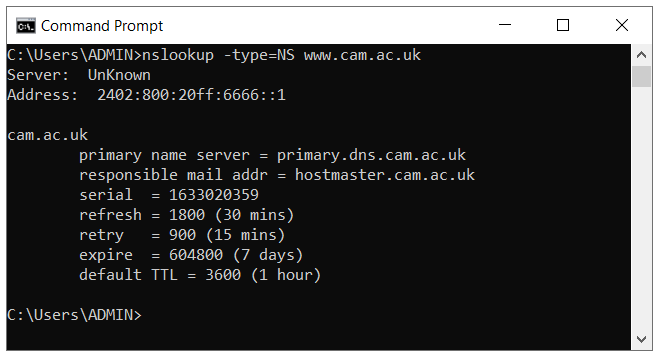 Command Prompt
C:\Users\ADMIN>nslookup -type=NS www.cam.ac.uk
Server:  UnKnown
Address:  2402:800:20ff:6666::1

cam.ac.uk
        primary name server = primary.dns.cam.ac.uk
        responsible mail addr = hostmaster.cam.ac.uk
        serial  = 1633020359
        refresh = 1800 (30 mins)
        retry   = 900 (15 mins)
        expire  = 604800 (7 days)
        default TTL = 3600 (1 hour)

C:\Users\ADMIN>